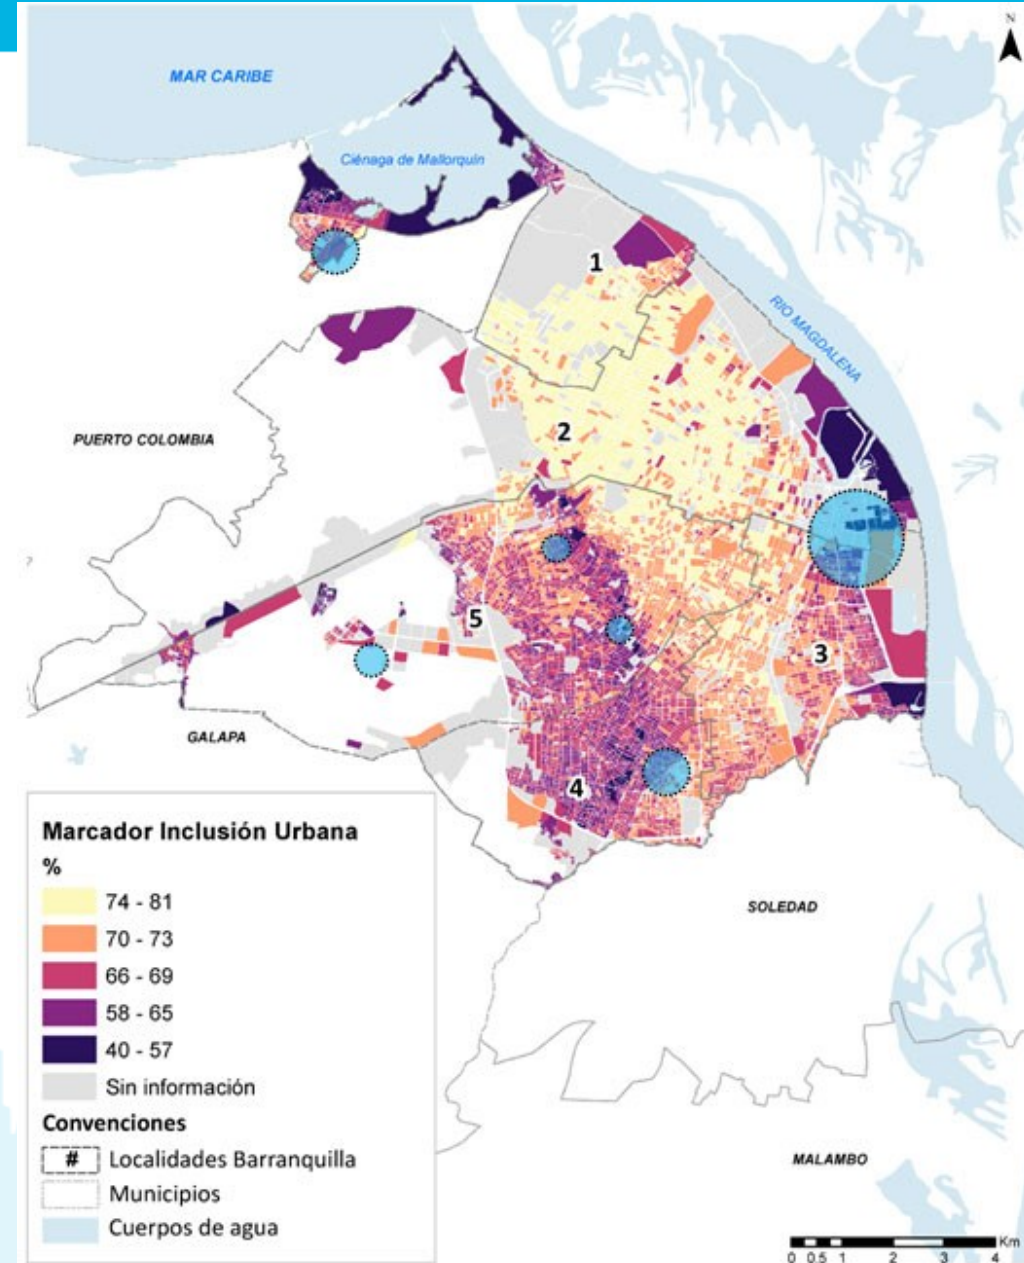 N
MAR CARIBE
Ciénaga de Mallorquín
1
RIO MAGDALENA
2
PUERTO COLOMBIA
5
3
GALAPA
4
Marcador Inclusión Urbana
%
74 - 81
70 - 73
66 - 69
58 - 65
40 - 57
Sin información
Convenciones
# Localidades Barranquilla
Municipios
Cuerpos de agua
SOLEDAD
MALAMBO
Km
0 0.5 1 2 3 4